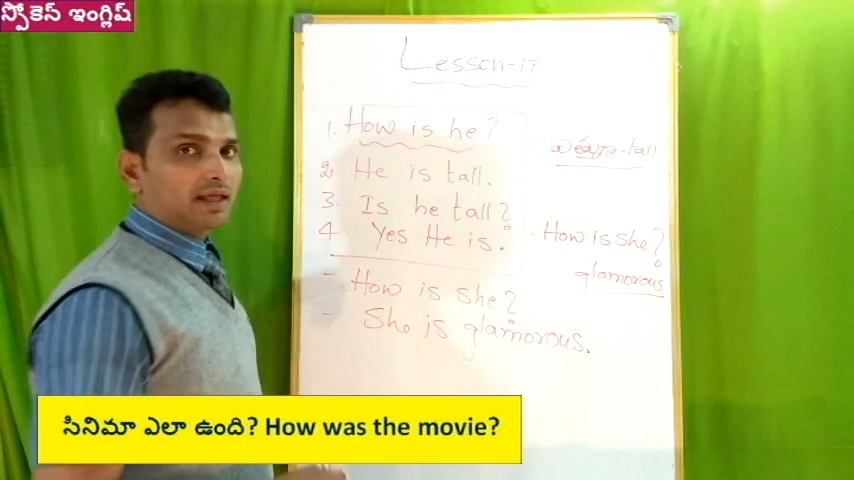 స్పోకెన్ ఇంగ్లిష్
Lesson-17
1. How is he?
2. He is tall.
3. Is he tall?
4 Yes. He is.
- How is she?
- She is glamorous.
ఎత్తుగా-tall
- How is she?
glamorous
సినిమా ఎలా ఉంది? How was the movie?